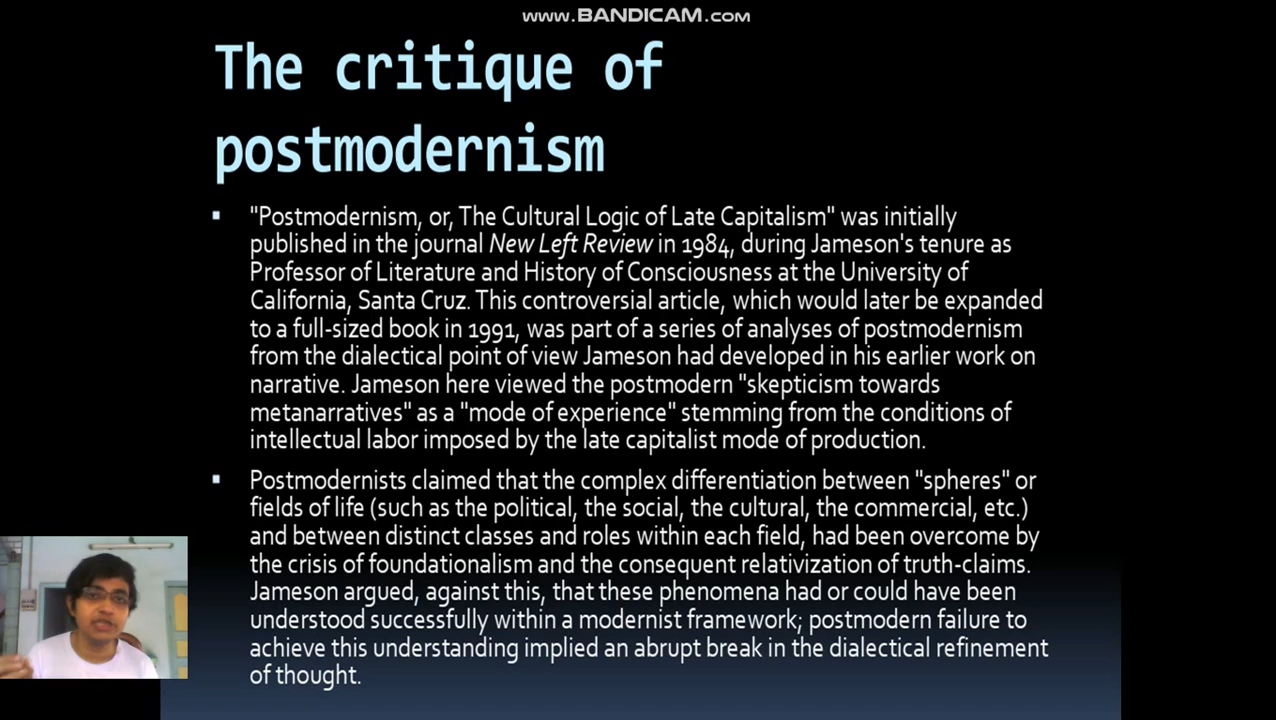 www.BANDICAM.com
The critique of
postmodernism
▪ "Postmodernism, or, The Cultural Logic of Late Capitalism" was initially
published in the journal New Left Review in 1984, during Jameson's tenure as
Professor of Literature and History of Consciousness at the University of
California, Santa Cruz. This controversial article, which would later be expanded
to a full-sized book in 1991, was part of a series of analyses of postmodernism
from the dialectical point of view Jameson had developed in his earlier work on
narrative. Jameson here viewed the postmodern "skepticism towards
metanarratives" as a "mode of experience" stemming from the conditions of
intellectual labor imposed by the late capitalist mode of production.
▪ Postmodernists claimed that the complex differentiation between "spheres" or
fields of life (such as the political, the social, the cultural, the commercial, etc.)
and between distinct classes and roles within each field, had been overcome by
the crisis of foundationalism and the consequent relativization of truth-claims.
Jameson argued, against this, that these phenomena had or could have been
understood successfully within a modernist framework; postmodern failure to
achieve this understanding implied an abrupt break in the dialectical refinement
of thought.